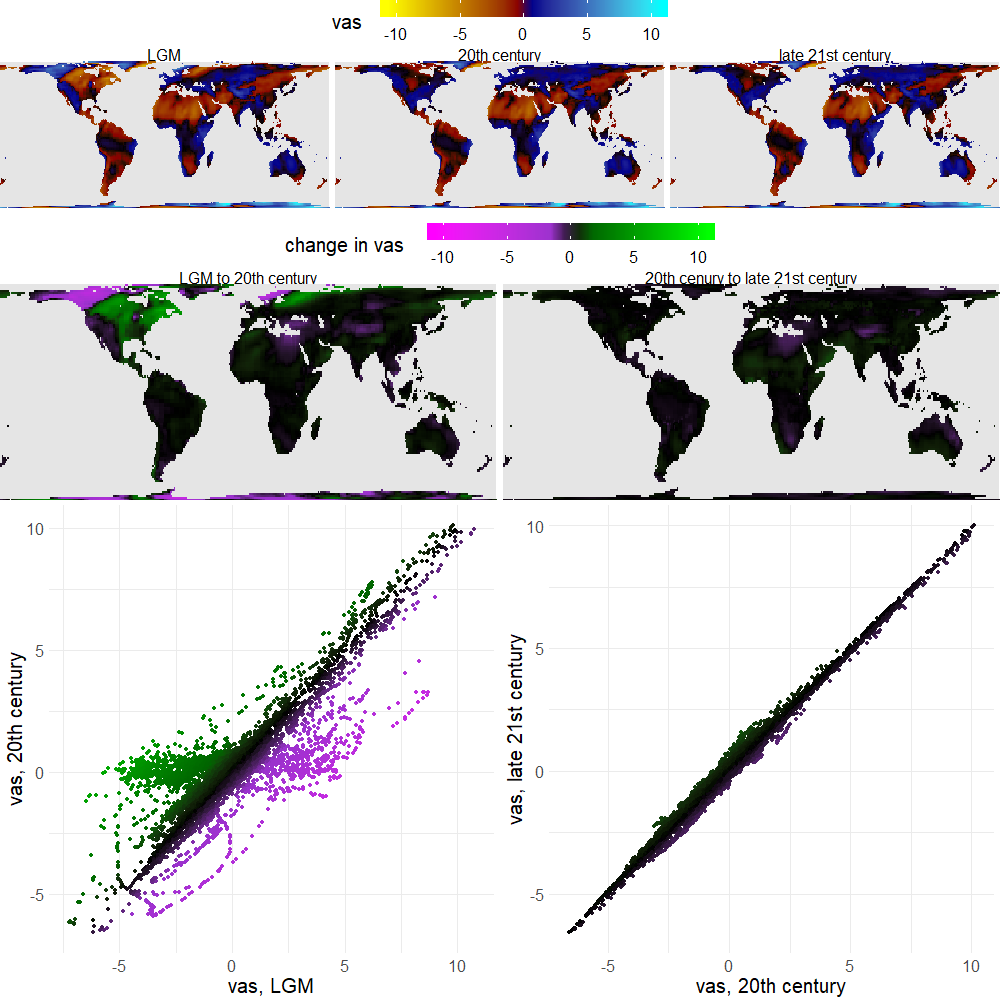 vas
-10 -5 0 5 10
LGM 20th century late 21st century
change in vas
-10 -5 0 5 10
LGM to 20th century 20th cenury to late 21st century
vas, 20th century
10
5
0
-5
-5 0 5 10
vas, LGM
vas, late 21st century
10
5
0
-5
-5 0 5 10
vas, 20th century